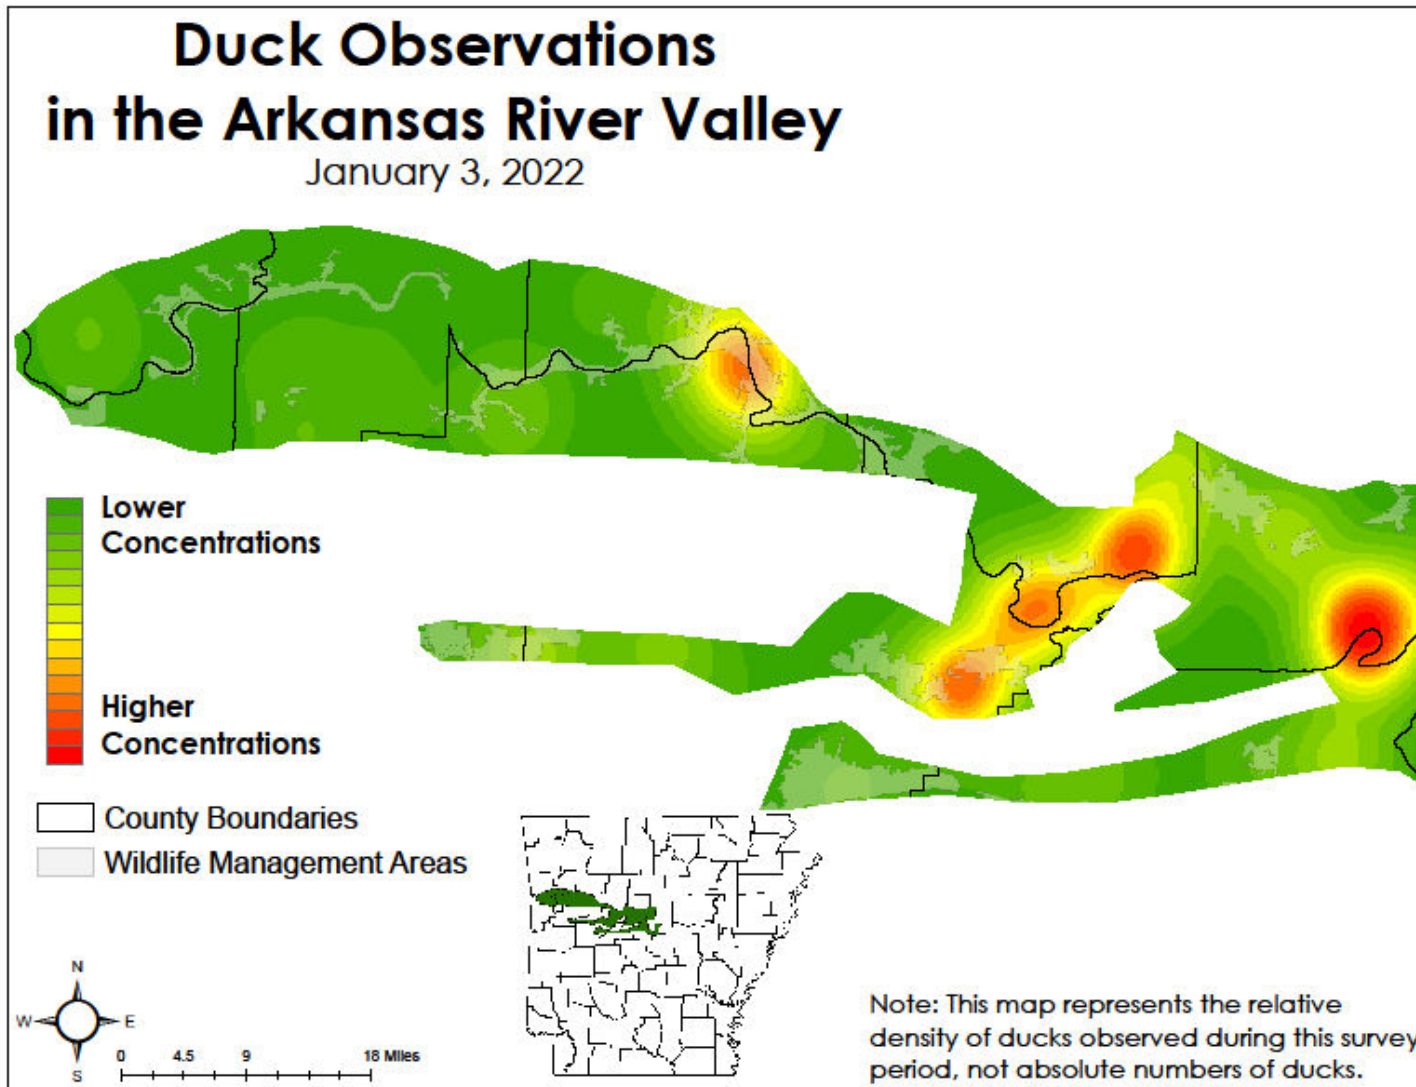 Duck Observations
in the Arkansas River Valley
January 3, 2022
Lower
Concentrations
Higher
Concentrations
County Boundaries
Wildlife Management Areas
N
W E
S
0 4.5 9 18 Miles
Note: This map represents the relative
density of ducks observed during this survey
period, not absolute numbers of ducks.